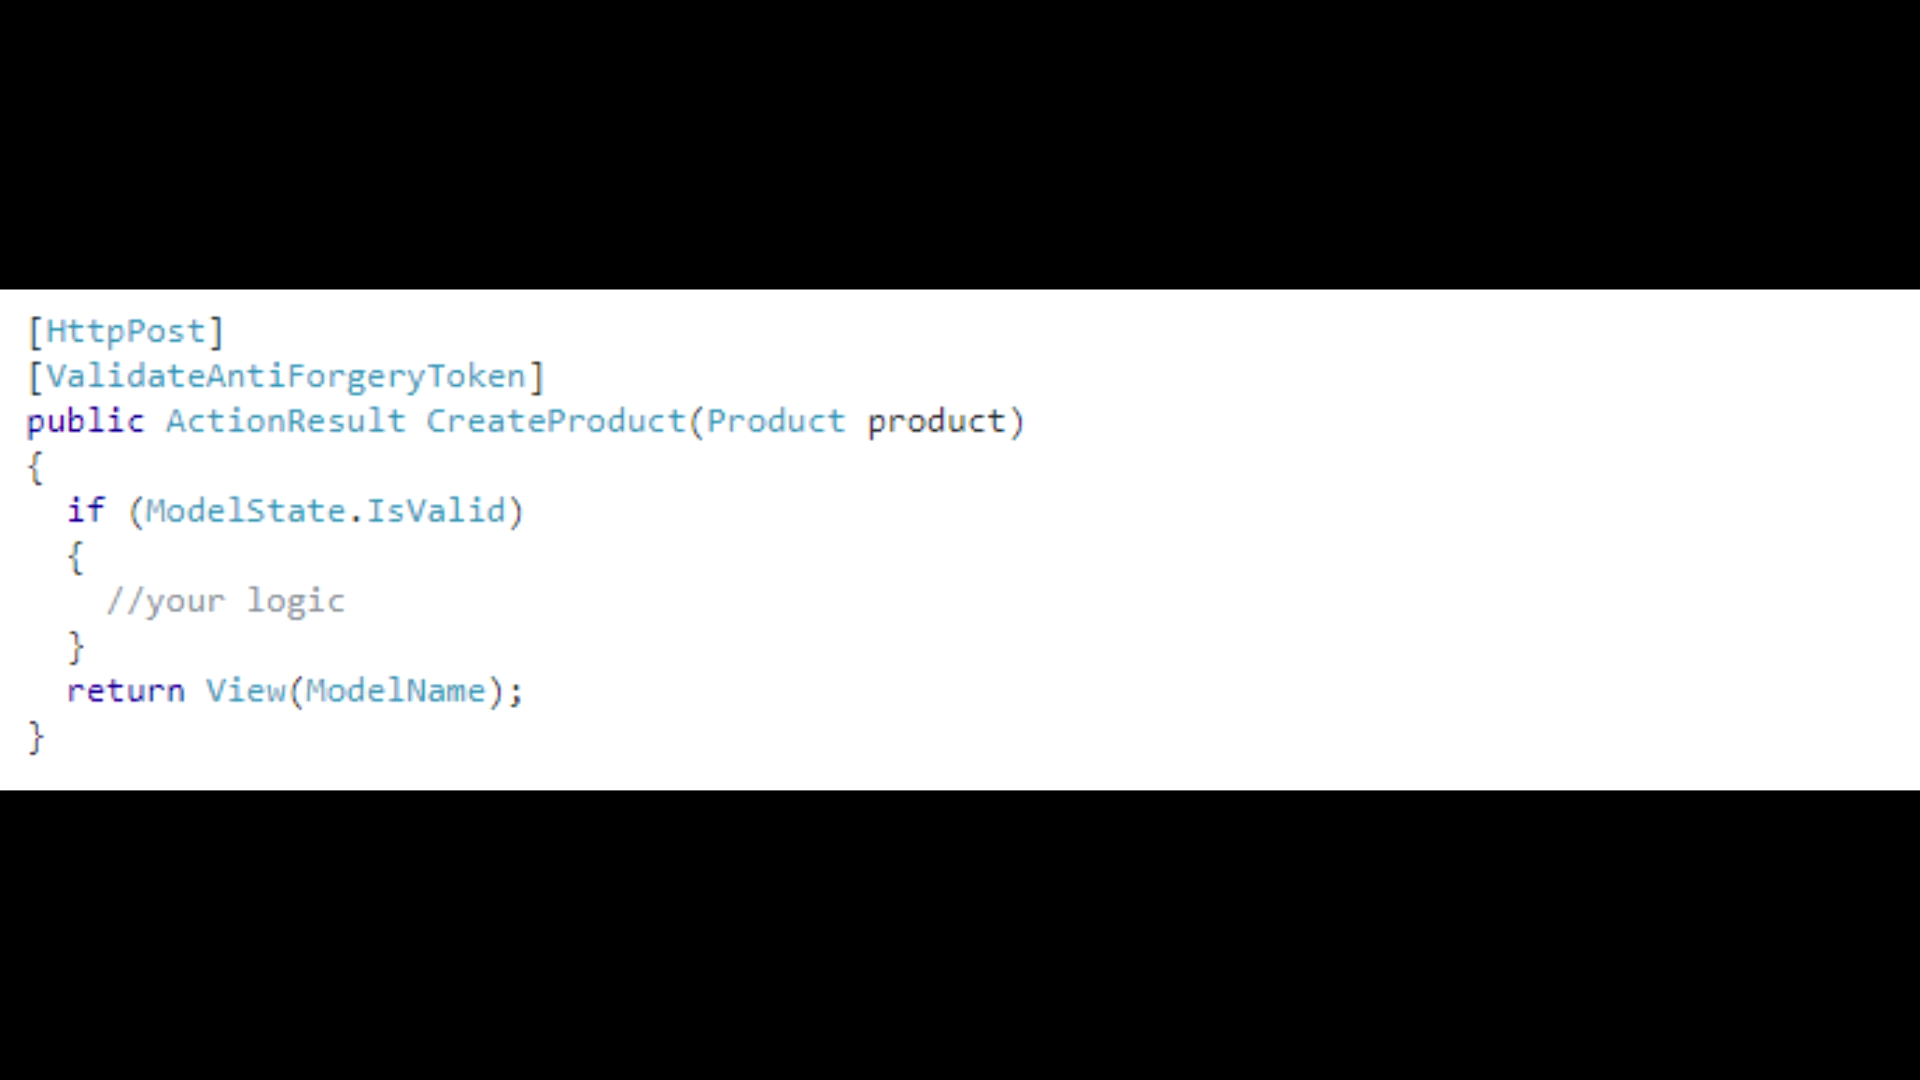 [HttpPost]
[ValidateAntiForgeryToken]
public ActionResult CreateProduct(Product product)
{
  if (ModelState.IsValid)
  {
    //your logic
  }
  return View(ModelName);
}